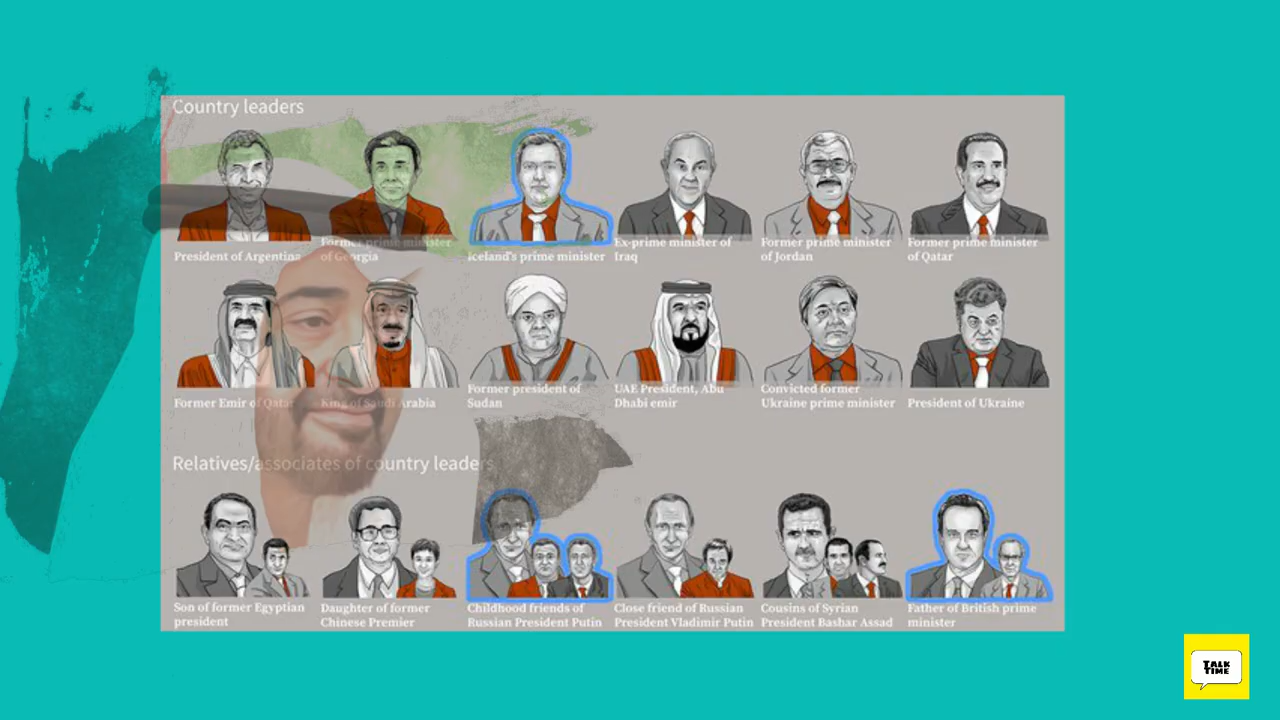 Country leaders
President of Argentina
Former prime minister
of Georgia
Iceland's prime minister
Ex-prime minister of
Iraq
Former prime minister
of Jordan
Former prime minister
of Qatar
Former Emir of Qatar
King of Saudi Arabia
Former president of
Sudan
UAE President, Abu
Dhabi emir
Convicted former
Ukraine prime minister
President of Ukraine
Relatives/associates of country leaders
Son of former Egyptian
president
Daughter of former
Chinese Premier
Childhood friends of
Russian President Putin
Close friend of Russian
President Vladimir Putin
Cousins of Syrian
President Bashar Assad
Father of British prime
minister
TALK
TIME